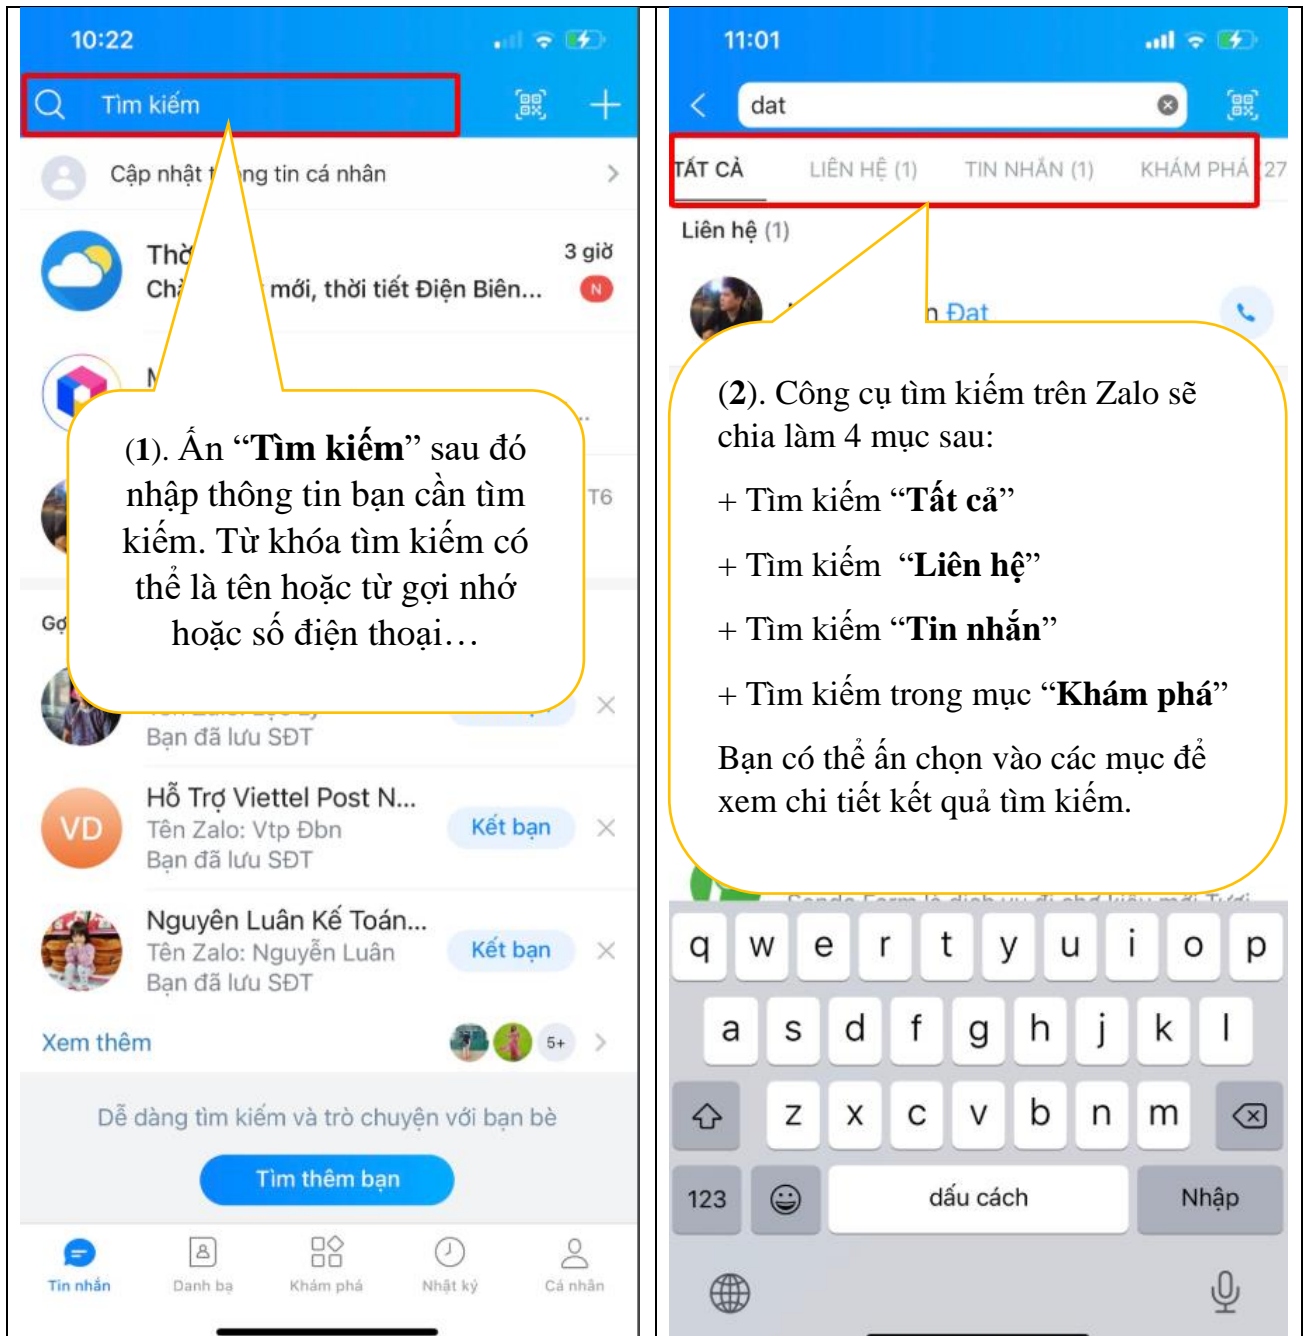 10:22
Tìm kiếm
Cập nhật t ng tin cá nhân
Thờ
3 giờ
Chà mới, thời tiết Điện Biên...
N
(1). Ấn “Tìm kiếm” sau đó
nhập thông tin bạn cần tìm
kiếm. Từ khóa tìm kiếm có
thể là tên hoặc từ gợi nhớ
hoặc số điện thoại…
T6
Gợ
Bạn đã lưu SĐT
VD
Hỗ Trợ Viettel Post N...
Tên Zalo: Vtp Đbn
Bạn đã lưu SĐT
Kết bạn
Nguyên Luân Kế Toán...
Tên Zalo: Nguyễn Luân
Bạn đã lưu SĐT
Kết bạn
Xem thêm
5+
Dễ dàng tìm kiếm và trò chuyện với bạn bè
Tìm thêm bạn
Tin nhắn
Danh bạ
Khám phá
Nhật ký
Cá nhân
11:01
dat
TẤT CẢ
LIÊN HỆ (1)
TIN NHẮN (1)
KHÁM PHÁ (27
Liên hệ (1)
n Đạt
(2). Công cụ tìm kiếm trên Zalo sẽ
chia làm 4 mục sau:
+ Tìm kiếm “Tất cả”
+ Tìm kiếm “Liên hệ”
+ Tìm kiếm “Tin nhắn”
+ Tìm kiếm trong mục “Khám phá”
Bạn có thể ấn chọn vào các mục để
xem chi tiết kết quả tìm kiếm.
q w e r t y u i o p
a s d f g h j k l
z x c v b n m
123
dấu cách
Nhập